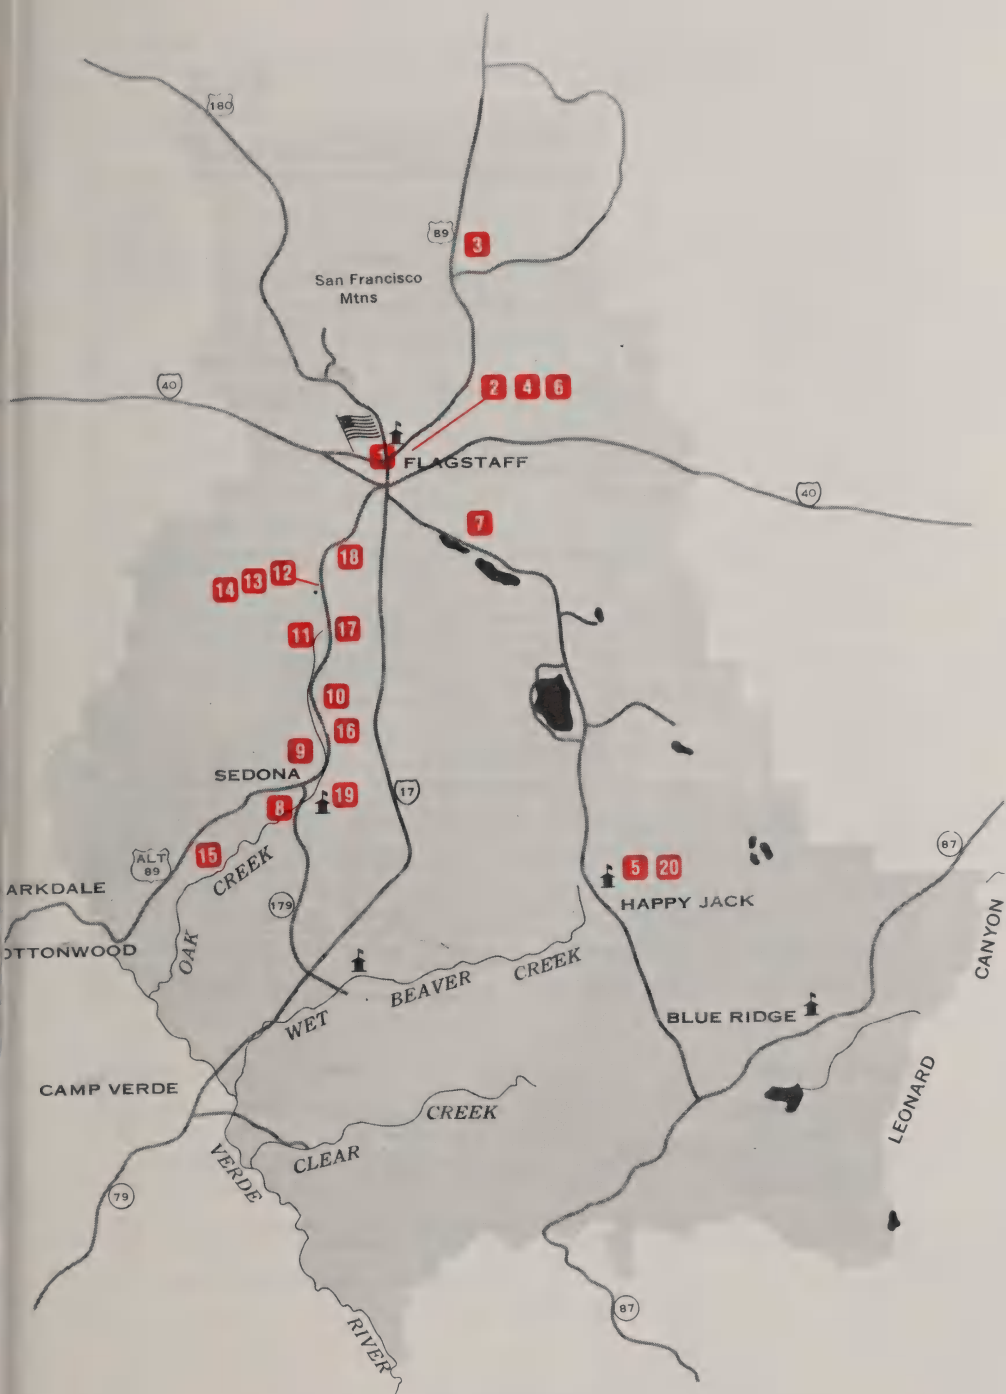 180
89
3
San Francisco
Mtns
40
2 4 6
1
FLAGSTAFF
40
7
18
14 13 12
11 17
10
16
9
SEDONA
8 19
17
ALT
89
15
CREEK
OAK
179
ARKDALE
OTTONWOOD
5 20
HAPPY JACK
87
CANYON
BEAVER CREEK
WET
BLUE RIDGE
LEONARD
CAMP VERDE
CREEK
CLEAR
VERDE
79
87
RIVER